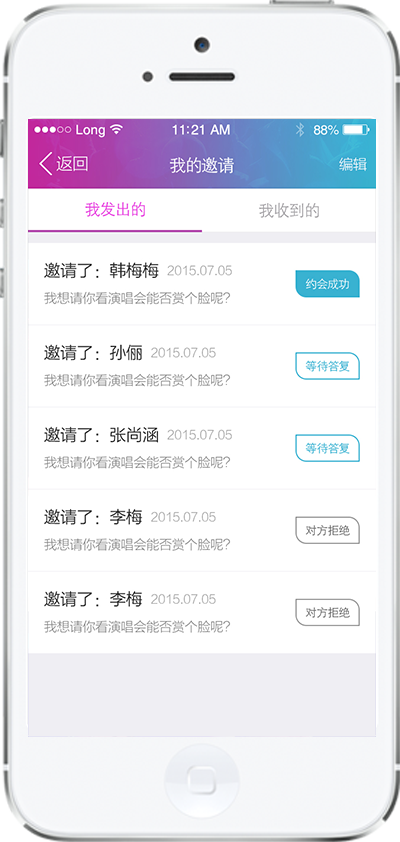 Long 11:21 AM 88%
返回 我的邀请 编辑
我发出的 我收到的
邀请了：韩梅梅 2015.07.05
我想请你看演唱会能否赏个脸呢?
约会成功
邀请了：孙俪 2015.07.05
我想请你看演唱会能否赏个脸呢?
等待答复
邀请了：张尚涵 2015.07.05
我想请你看演唱会能否赏个脸呢?
等待答复
邀请了：李梅 2015.07.05
我想请你看演唱会能否赏个脸呢?
对方拒绝
邀请了：李梅 2015.07.05
我想请你看演唱会能否赏个脸呢?
对方拒绝